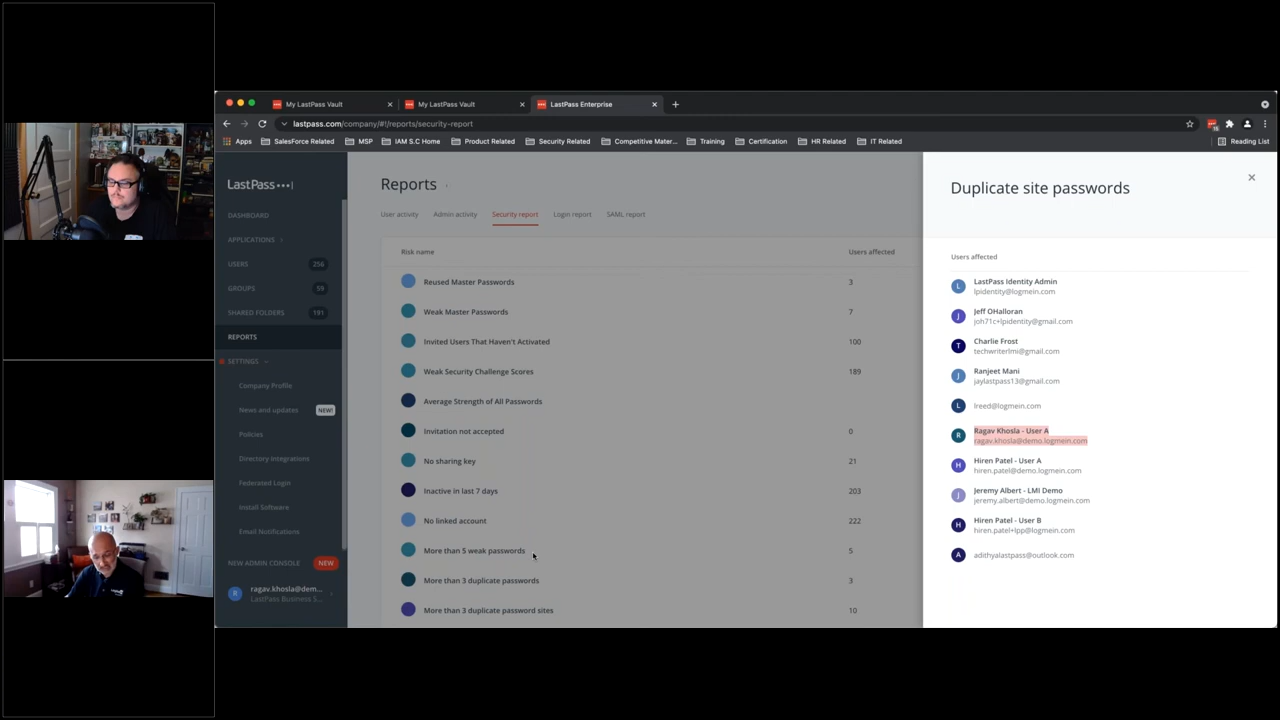 My LastPass Vault
My LastPass Vault
LastPass Enterprise
lastpass.com/company/#!/reports/security-report
Apps
SalesForce Related
MSP
IAM S.C Home
Product Related
Security Related
Competitive Mater...
Training
Certification
HR Related
IT Related
Reading List
LastPass
DASHBOARD
APPLICATIONS
USERS 256
GROUPS 59
SHARED FOLDERS 191
REPORTS
SETTINGS
Company Profile
News and updates NEW!
Policies
Directory Integrations
Federated Login
Install Software
Email Notifications
NEW ADMIN CONSOLE NEW
R
ragav.khosla@dem...
LastPass Business S...
Reports
User activity Admin activity Security report Login report SAML report
Risk name Users affected
Reused Master Passwords 3
Weak Master Passwords 7
Invited Users That Haven't Activated 100
Weak Security Challenge Scores 189
Average Strength of All Passwords
Invitation not accepted 0
No sharing key 21
Inactive in last 7 days 203
No linked account 222
More than 5 weak passwords 5
More than 3 duplicate passwords 3
More than 3 duplicate password sites 10
Duplicate site passwords
Users affected
L
LastPass Identity Admin
lpidentity@logmein.com
J
Jeff OHalloran
joh71c+lpidentity@gmail.com
T
Charlie Frost
techwriterlmi@gmail.com
R
Ranjeet Mani
jaylastpass13@gmail.com
L
lreed@logmein.com
R
Ragav Khosla - User A
ragav.khosla@demo.logmein.com
H
Hiren Patel - User A
hiren.patel@demo.logmein.com
J
Jeremy Albert - LMI Demo
jeremy.albert@demo.logmein.com
H
Hiren Patel - User B
hiren.patel+lpp@logmein.com
A
adithyalastpass@outlook.com